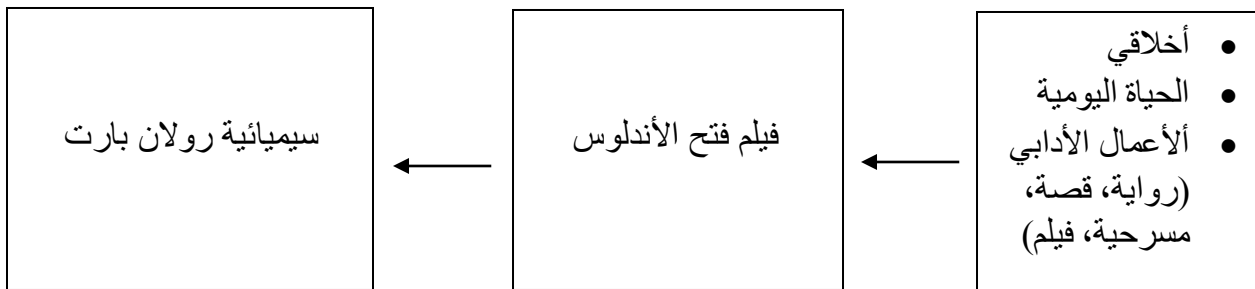 • أخلاقي
• الحياة اليومية
• ألأعمال الأدابي
(رواية، قصة،
مسرحية، فيلم)
فيلم فتح الأندلوس
سيميائية رولان بارت